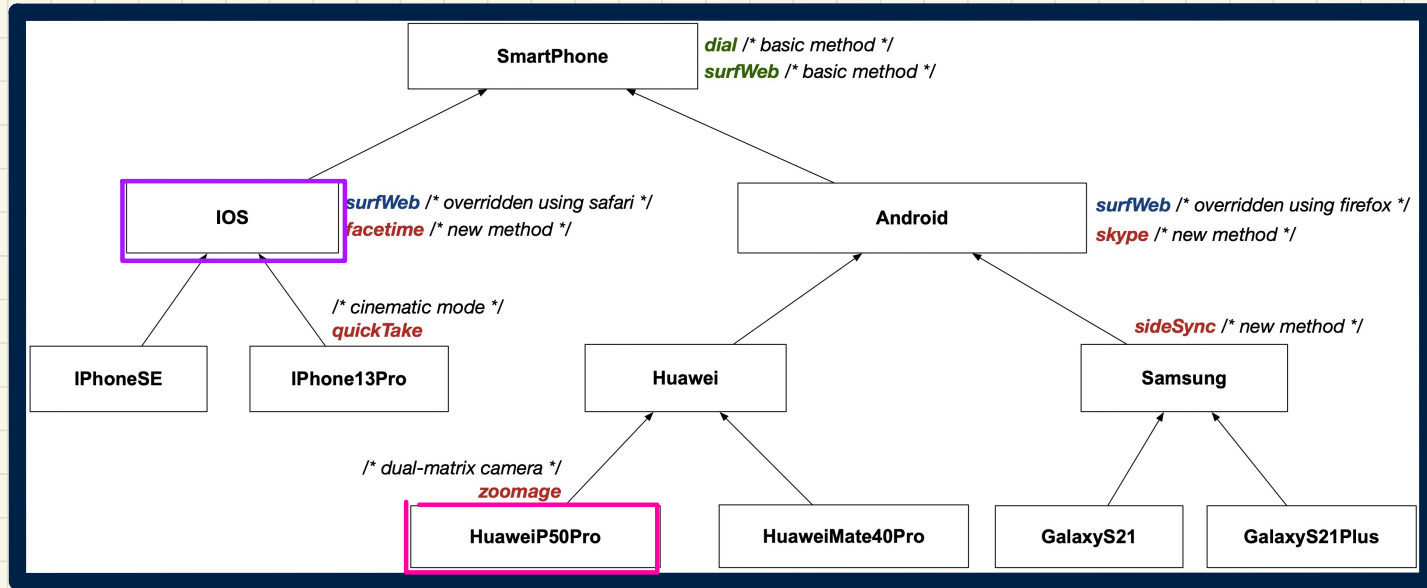 SmartPhone
dial /* basic method */
surfWeb /* basic method */
IOS
surfWeb /* overridden using safari */
facetime /* new method */
Android
surfWeb /* overridden using firefox */
skype /* new method */
/* cinematic mode */
quickTake
sideSync /* new method */
IPhoneSE
IPhone13Pro
Huawei
Samsung
/* dual-matrix camera */
zoomage
HuaweiP50Pro
HuaweiMate40Pro
GalaxyS21
GalaxyS21Plus